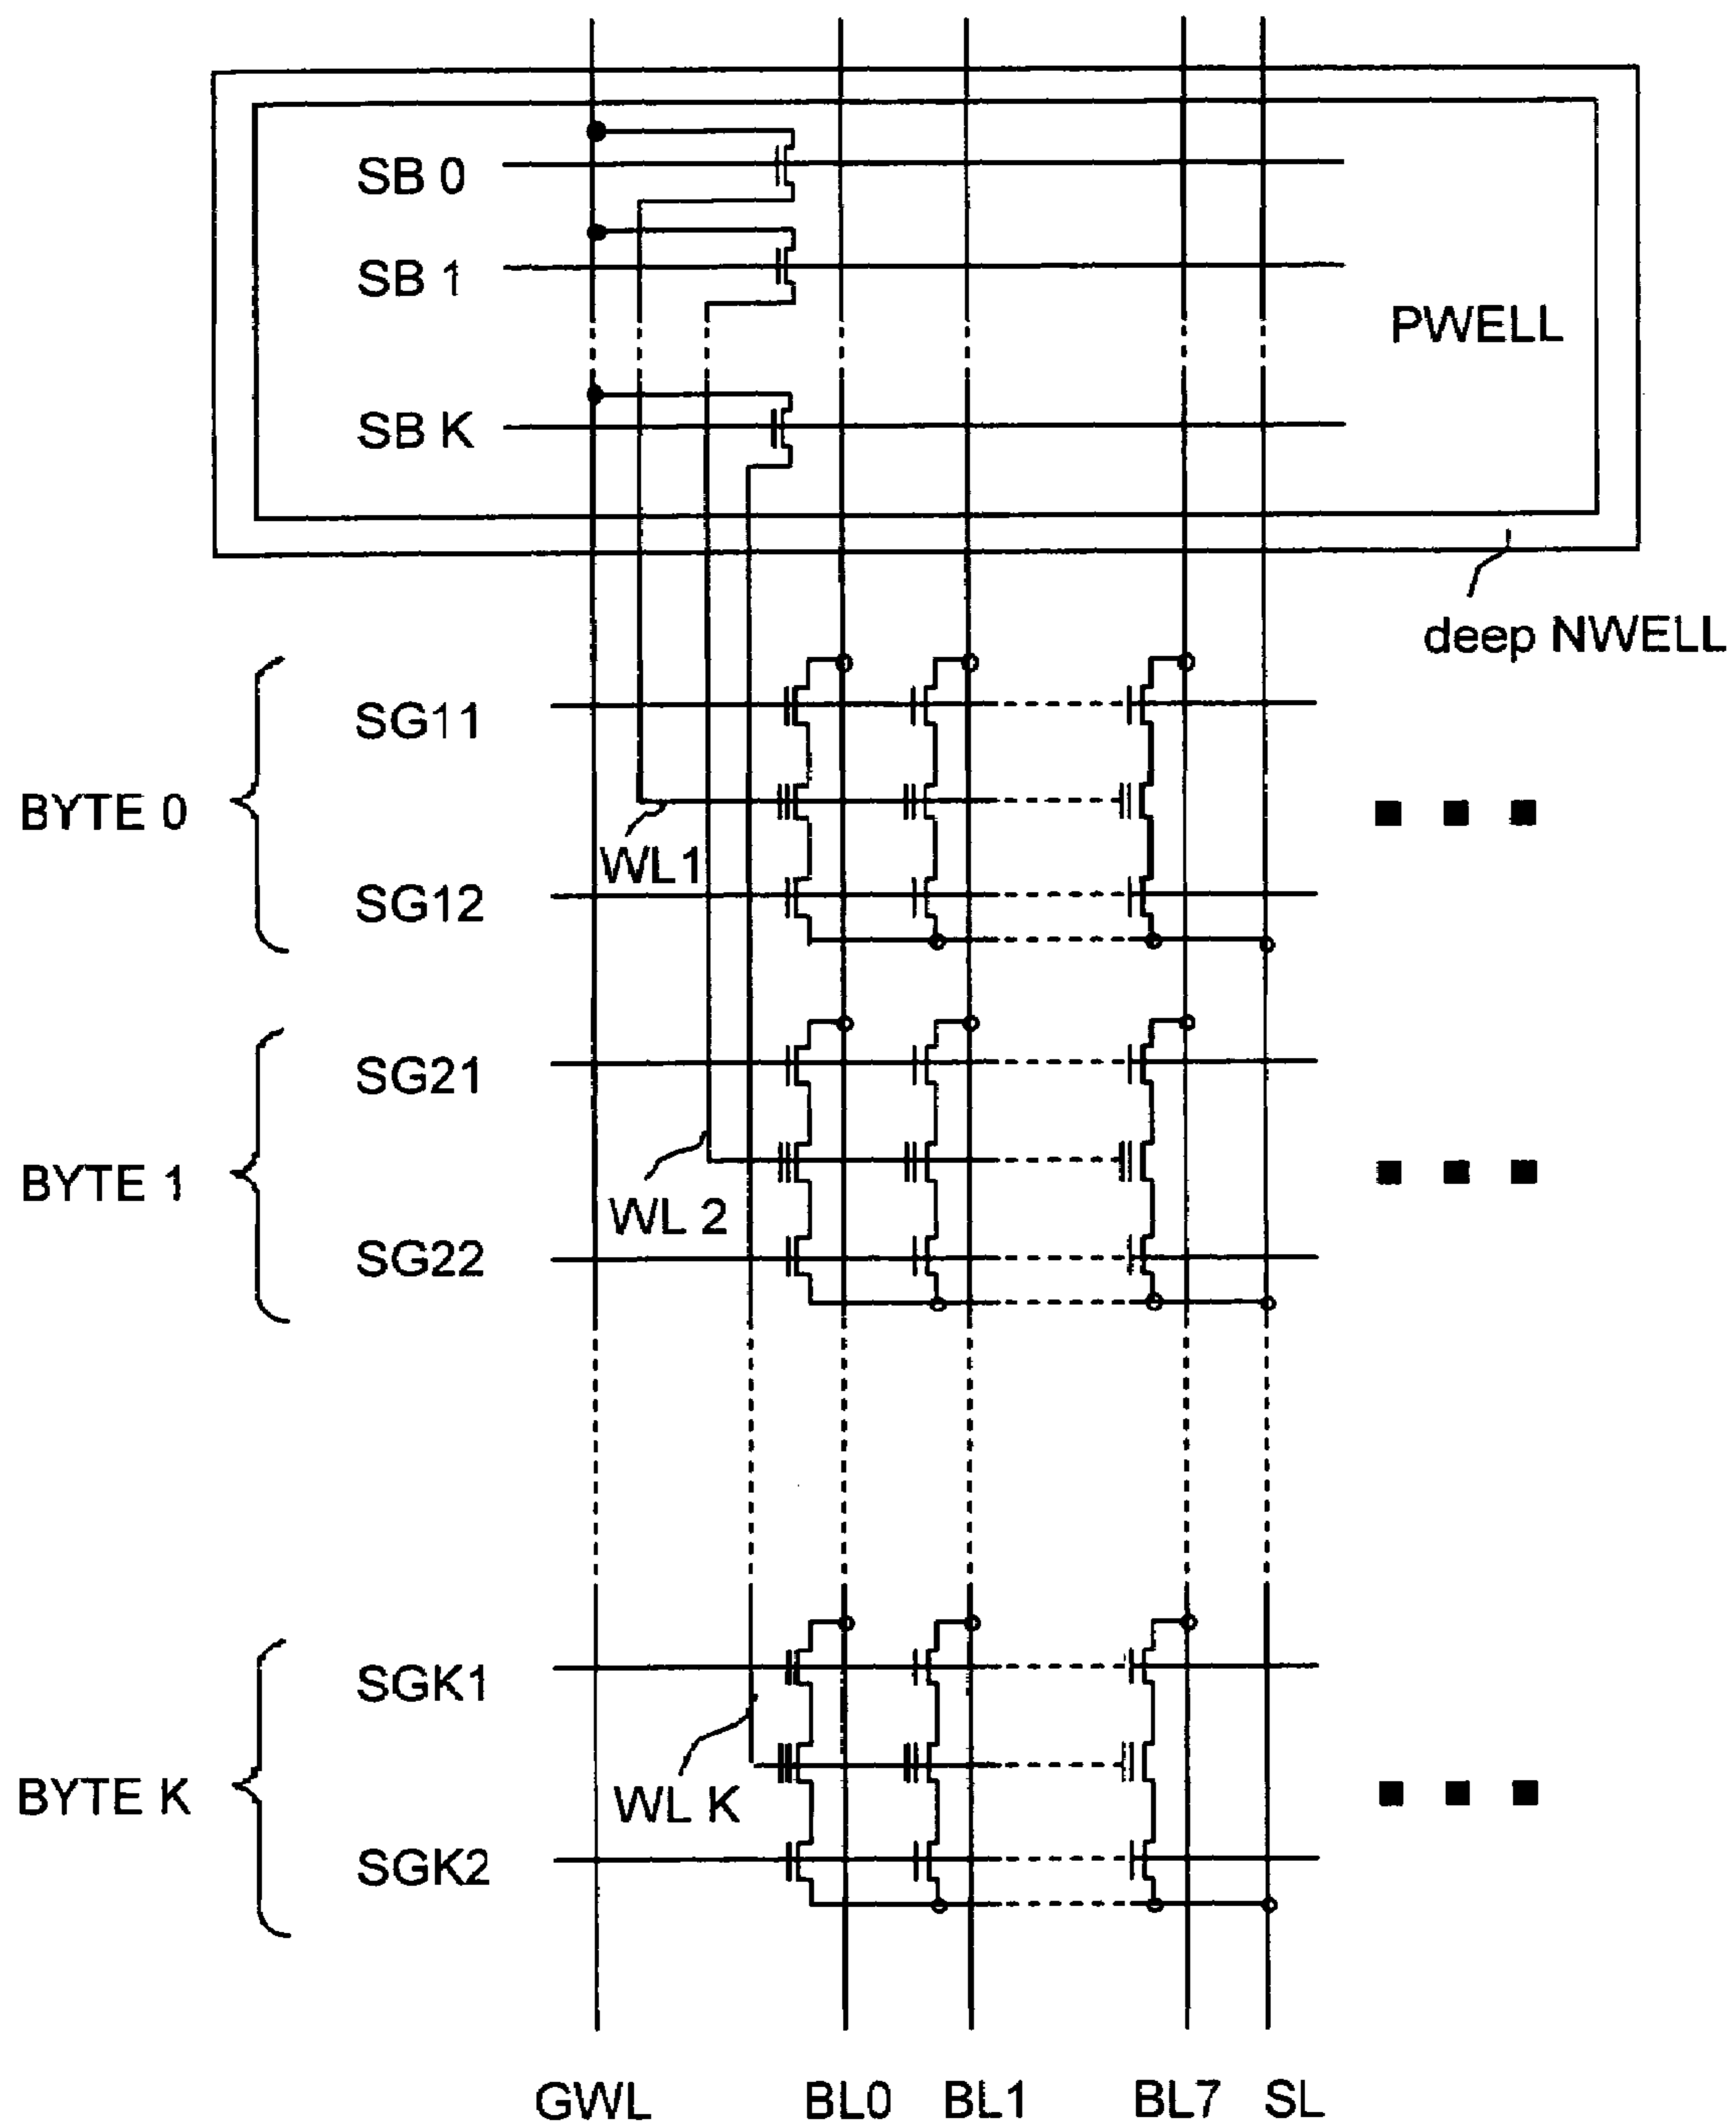 SB 0
SB 1
PWELL
SB K
deep NWELL
SG11
BYTE 0
WL1
SG12
SG21
BYTE 1
WL 2
SG22
SGK1
BYTE K
WL K
SGK2
GWL BL0 BL1 BL7 SL